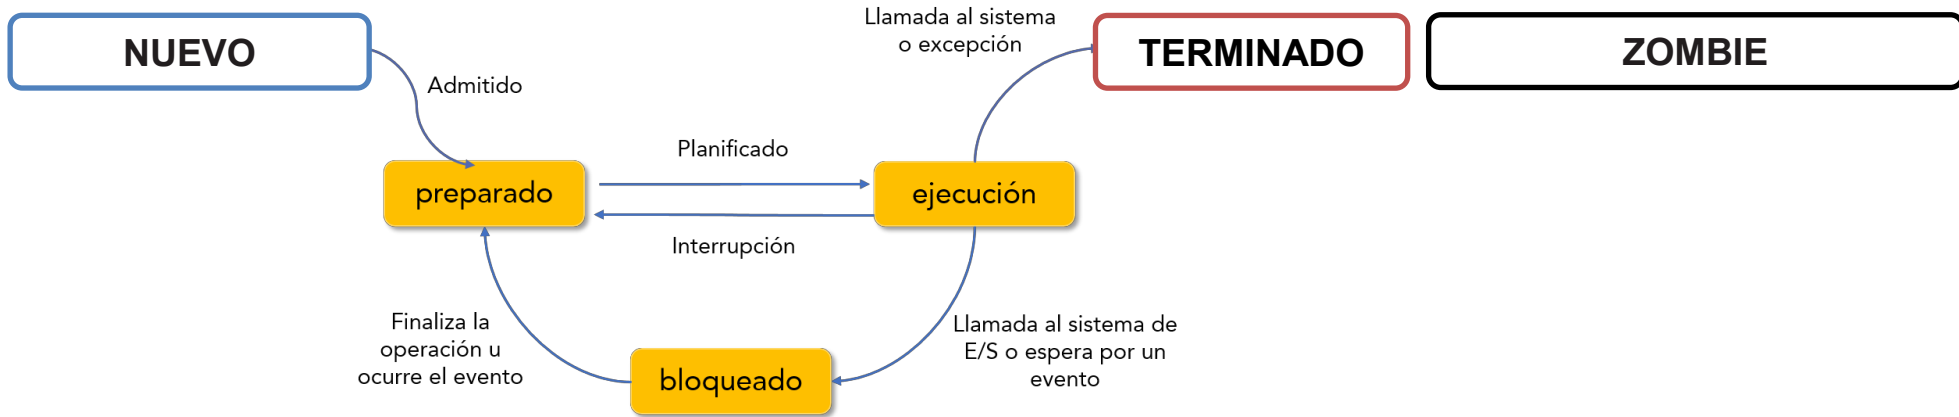 NUEVO
Admitido
Llamada al sistema
o excepción
TERMINADO
ZOMBIE
Planificado
preparado
ejecución
Interrupción
Finaliza la
operación u
ocurre el evento
bloqueado
Llamada al sistema de
E/S o espera por un
evento